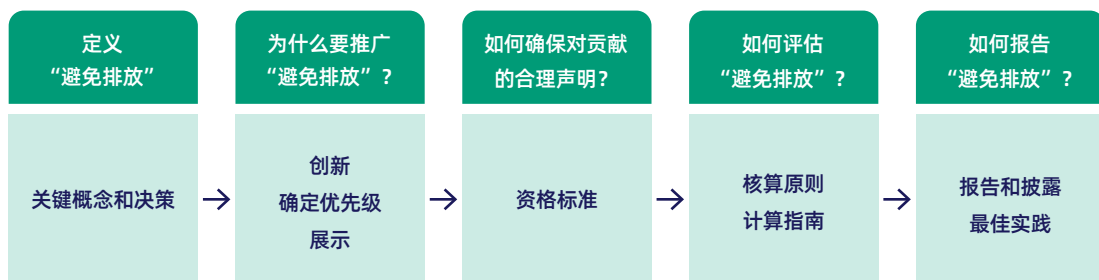 定义
“避免排放”
关键概念和决策
为什么要推广
“避免排放”？
创新
确定优先级
展示
如何确保对贡献
的合理声明？
资格标准
如何评估
“避免排放”？
核算原则
计算指南
如何报告
“避免排放”？
报告和披露
最佳实践